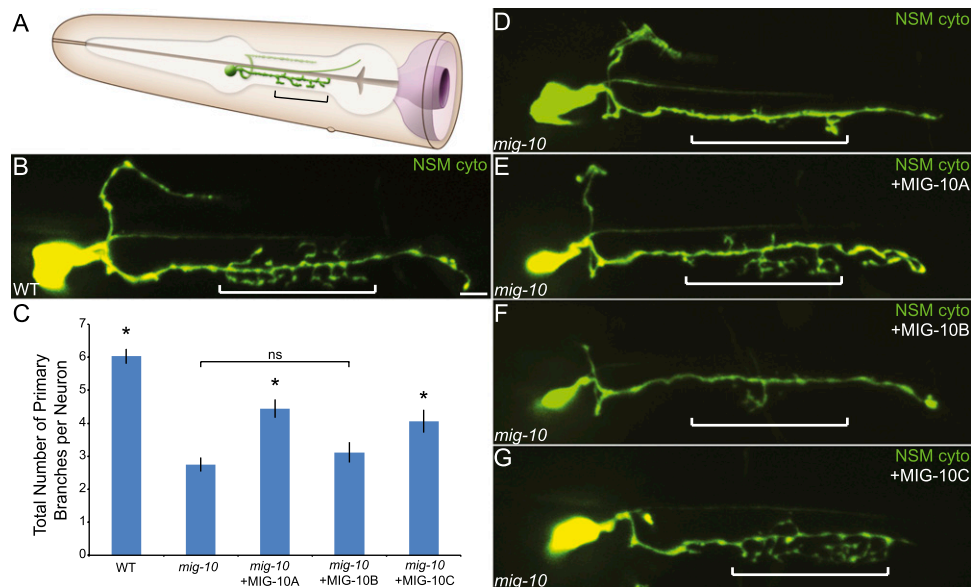 A
B
NSM cyto
WT
C
Total Number of Primary
Branches per Neuron
7
6
5
4
3
2
1
0
*
ns
*
*
WT
mig-10
mig-10
+MIG-10A
mig-10
+MIG-10B
mig-10
+MIG-10C
D
NSM cyto
mig-10
E
NSM cyto
+MIG-10A
mig-10
F
NSM cyto
+MIG-10B
mig-10
G
NSM cyto
+MIG-10C
mig-10